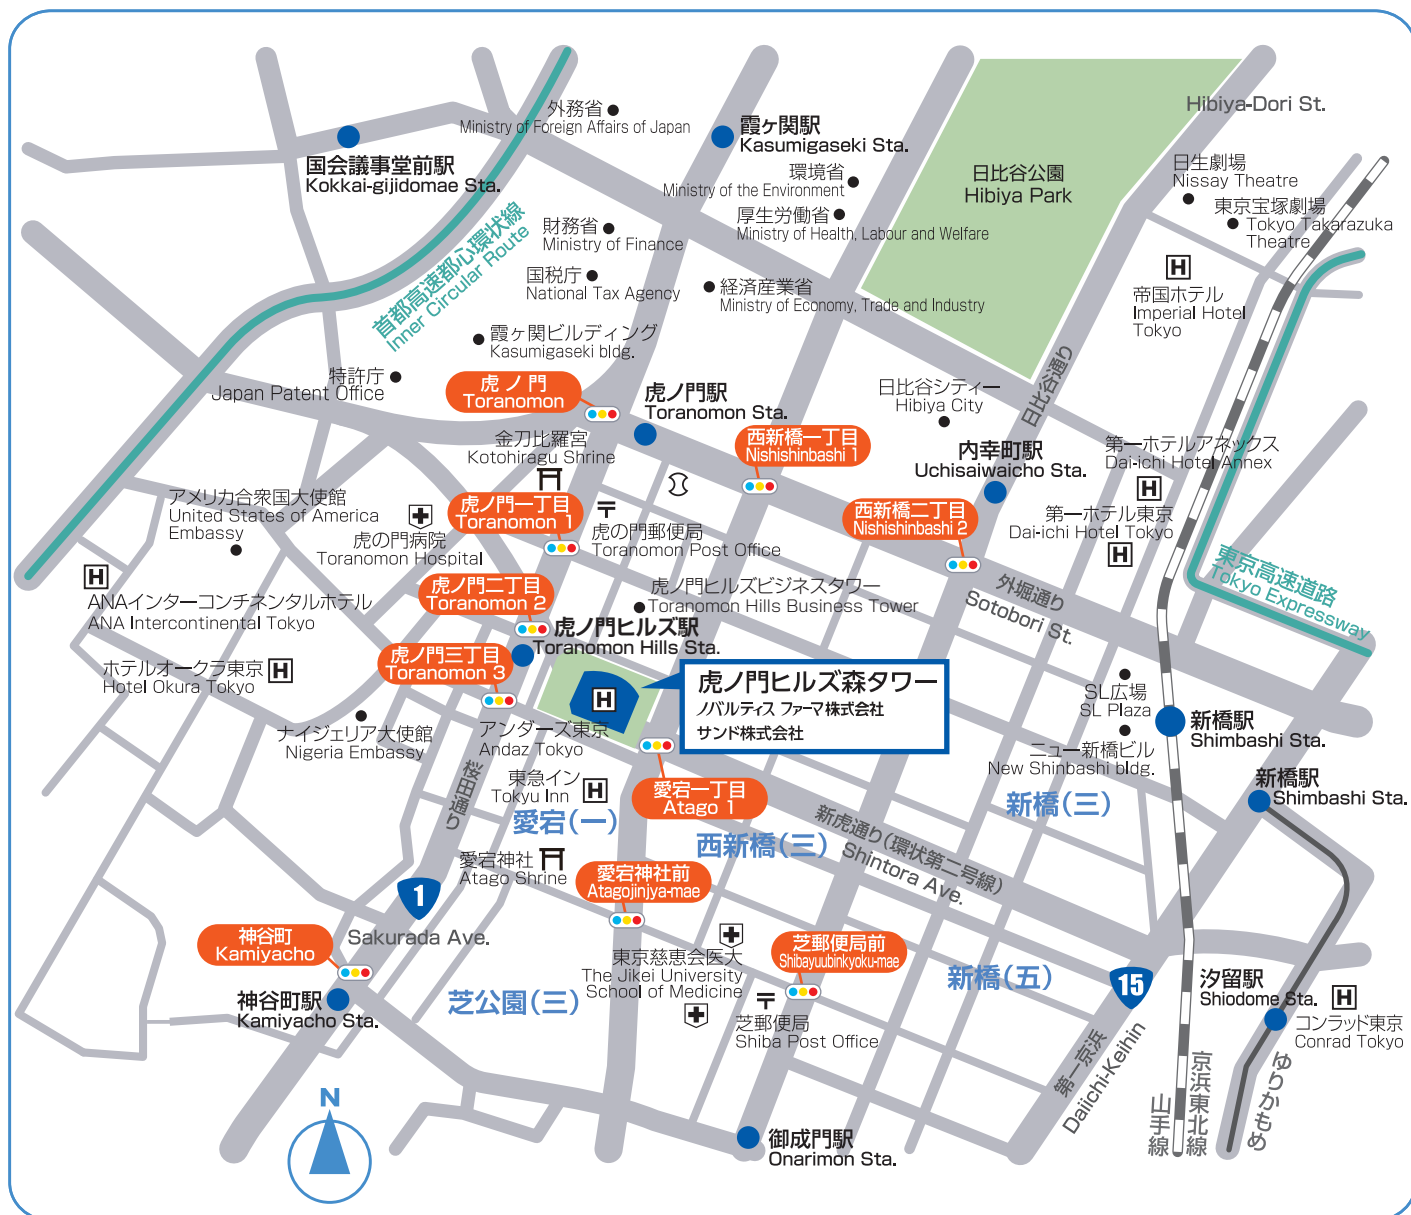 外務省
Ministry of Foreign Affairs of Japan
国会議事堂前駅
Kokkai-gijidomae Sta.
霞ヶ関駅
Kasumigaseki Sta.
環境省
Ministry of the Environment
厚生労働省
Ministry of Health, Labour and Welfare
日比谷公園
Hibiya Park
Hibiya-Dori St.
日生劇場
Nissay Theatre
東京宝塚劇場
Tokyo Takarazuka
Theatre
首都高速都心環状線
Inner Circular Route
財務省
Ministry of Finance
国税庁
National Tax Agency
経済産業省
Ministry of Economy, Trade and Industry
H
帝国ホテル
Imperial Hotel
Tokyo
霞ヶ関ビルディング
Kasumigaseki bldg.
特許庁
Japan Patent Office
虎ノ門
Toranomon
虎ノ門駅
Toranomon Sta.
日比谷シティー
Hibiya City
日比谷通り
金刀比羅宮
Kotohiragu Shrine
西新橋一丁目
Nishishinbashi 1
内幸町駅
Uchisaiwaicho Sta.
第一ホテルアネックス
Dai-ichi Hotel Annex
H
アメリカ合衆国大使館
United States of America
Embassy
虎の門病院
Toranomon Hospital
虎ノ門一丁目
Toranomon 1
〒
虎の門郵便局
Toranomon Post Office
西新橋二丁目
Nishishinbashi 2
第一ホテル東京
Dai-ichi Hotel Tokyo
H
東京高速道路
Tokyo Expressway
H
ANAインターコンチネンタルホテル
ANA Intercontinental Tokyo
虎ノ門二丁目
Toranomon 2
虎ノ門ヒルズビジネスタワー
Toranomon Hills Business Tower
外堀通り
Sotobori St.
虎ノ門ヒルズ駅
Toranomon Hills Sta.
ホテルオークラ東京
Hotel Okura Tokyo
H
虎ノ門三丁目
Toranomon 3
H
虎ノ門ヒルズ森タワー
ノバルティス ファーマ株式会社
サンド株式会社
SL広場
SL Plaza
新橋駅
Shimbashi Sta.
ナイジェリア大使館
Nigeria Embassy
アンダーズ東京
Andaz Tokyo
ニュー新橋ビル
New Shinbashi bldg.
桜田通り
東急イン
Tokyu Inn
H
愛宕一丁目
Atago 1
新橋駅
Shimbashi Sta.
愛宕(一)
西新橋(三)
新橋(三)
新虎通り(環状第二号線)
Shintora Ave.
愛宕神社
Atago Shrine
愛宕神社前
Atagojinjya-mae
1
Sakurada Ave.
神谷町
Kamiyacho
東京慈恵会医大
The Jikei University
School of Medicine
芝郵便局前
Shibayuubinkyoku-mae
新橋(五)
15
汐留駅
Shiodome Sta.
H
コンラッド東京
Conrad Tokyo
神谷町駅
Kamiyacho Sta.
芝公園(三)
〒
芝郵便局
Shiba Post Office
第一京浜
Daiichi-Keihin
山手線
京浜東北線
ゆりかもめ
N
御成門駅
Onarimon Sta.